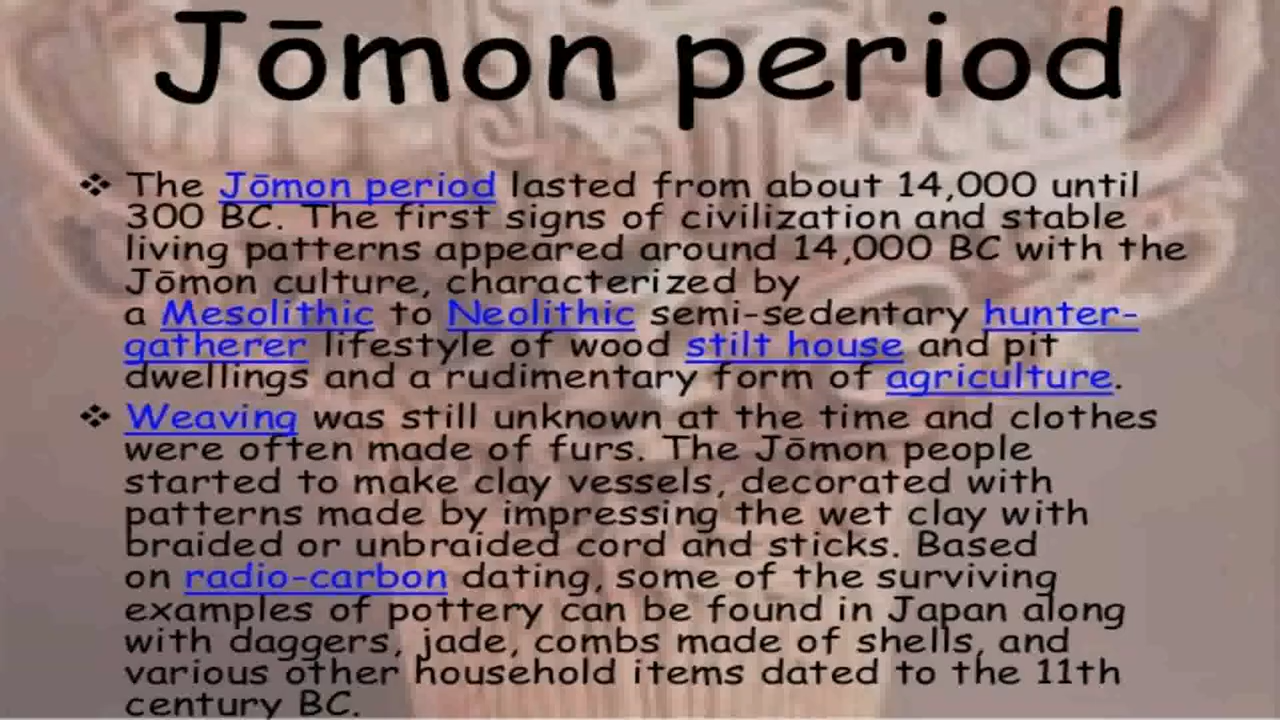 Jōmon period
❖ The Jōmon period lasted from about 14,000 until
300 BC. The first signs of civilization and stable
living patterns appeared around 14,000 BC with the
Jōmon culture, characterized by
a Mesolithic to Neolithic semi-sedentary hunter-
gatherer lifestyle of wood stilt house and pit
dwellings and a rudimentary form of agriculture.
❖ Weaving was still unknown at the time and clothes
were often made of furs. The Jōmon people
started to make clay vessels, decorated with
patterns made by impressing the wet clay with
braided or unbraided cord and sticks. Based
on radio-carbon dating, some of the surviving
examples of pottery can be found in Japan along
with daggers, jade, combs made of shells, and
various other household items dated to the 11th
century BC.